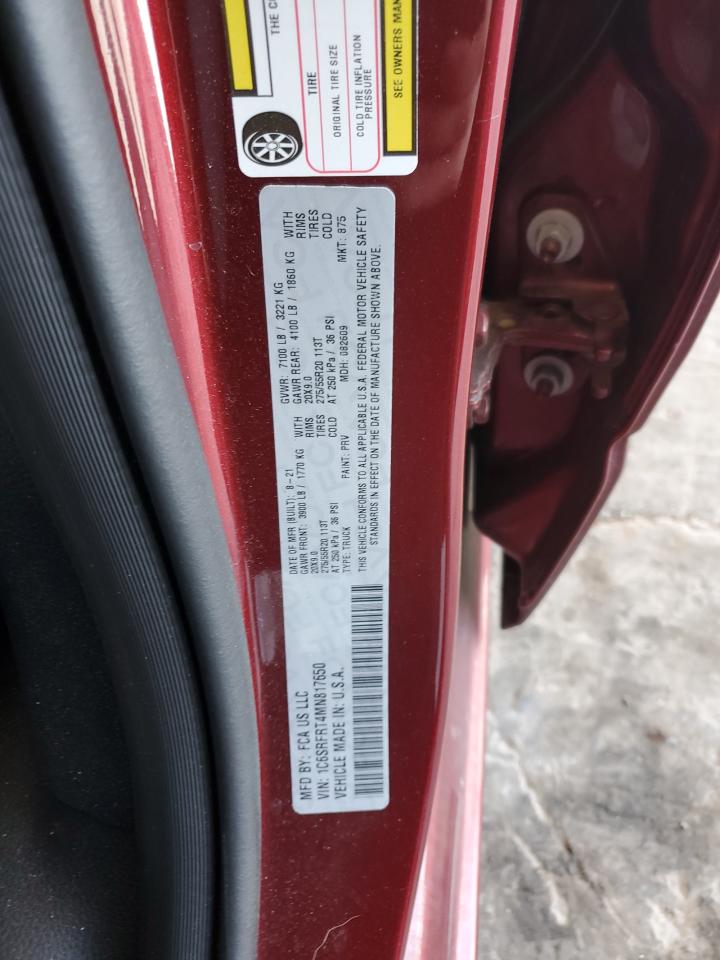 THE C
TIRE
ORIGINAL TIRE SIZE
COLD TIRE INFLATION
PRESSURE
SEE OWNERS MAN
MFD BY: FCA US LLC
VIN: 1C6SRFRT4MN817650
VEHICLE MADE IN: U.S.A.
DATE OF MFR (BUILT): 8-21 GVWR: 7100 LB / 3221 KG
GAWR FRONT: 3900 LB / 1770 KG WITH GAWR REAR: 4100 LB / 1860 KG WITH
20X9.0 RIMS 20X9.0 RIMS
275/55R20 113T TIRES 275/55R20 113T TIRES
AT 250 kPa / 36 PSI COLD AT 250 kPa / 36 PSI COLD
TYPE: TRUCK PAINT: PRV MDH: 082609 MKT: 875
THIS VEHICLE CONFORMS TO ALL APPLICABLE U.S.A. FEDERAL MOTOR VEHICLE SAFETY
STANDARDS IN EFFECT ON THE DATE OF MANUFACTURE SHOWN ABOVE.